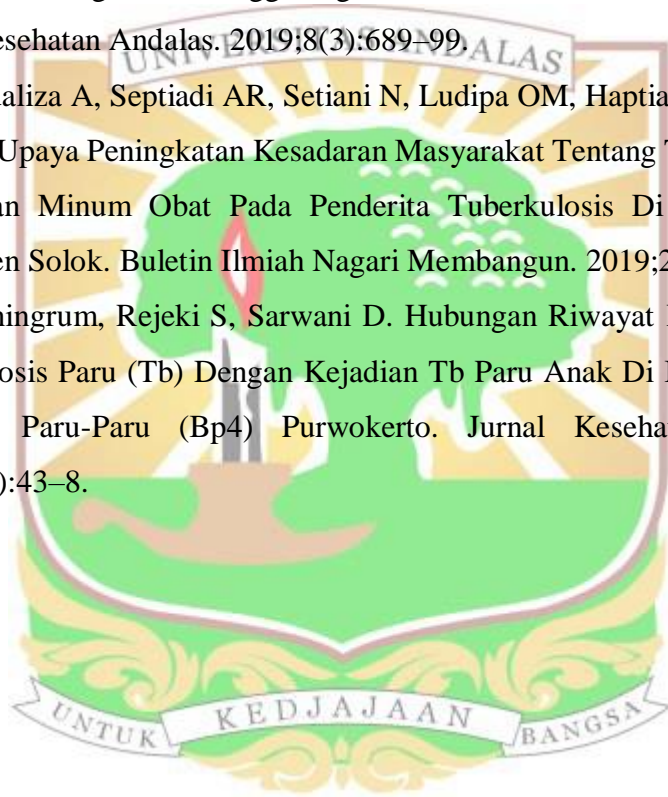 esehatan Andalas. 2019;8(3):689–99.
UNIVERSITAS ANDALAS
aliza A, Septiadi AR, Setiani N, Ludipa OM, Haptia
Upaya Peningkatan Kesadaran Masyarakat Tentang
an Minum Obat Pada Penderita Tuberkulosis Di
en Solok. Buletin Ilmiah Nagari Membangun. 2019;2
ningrum, Rejeki S, Sarwani D. Hubungan Riwayat
osis Paru (Tb) Dengan Kejadian Tb Paru Anak Di
Paru-Paru (Bp4) Purwokerto. Jurnal Keseha
):43–8.
UNTUK KEDJAJAAN BANGSA